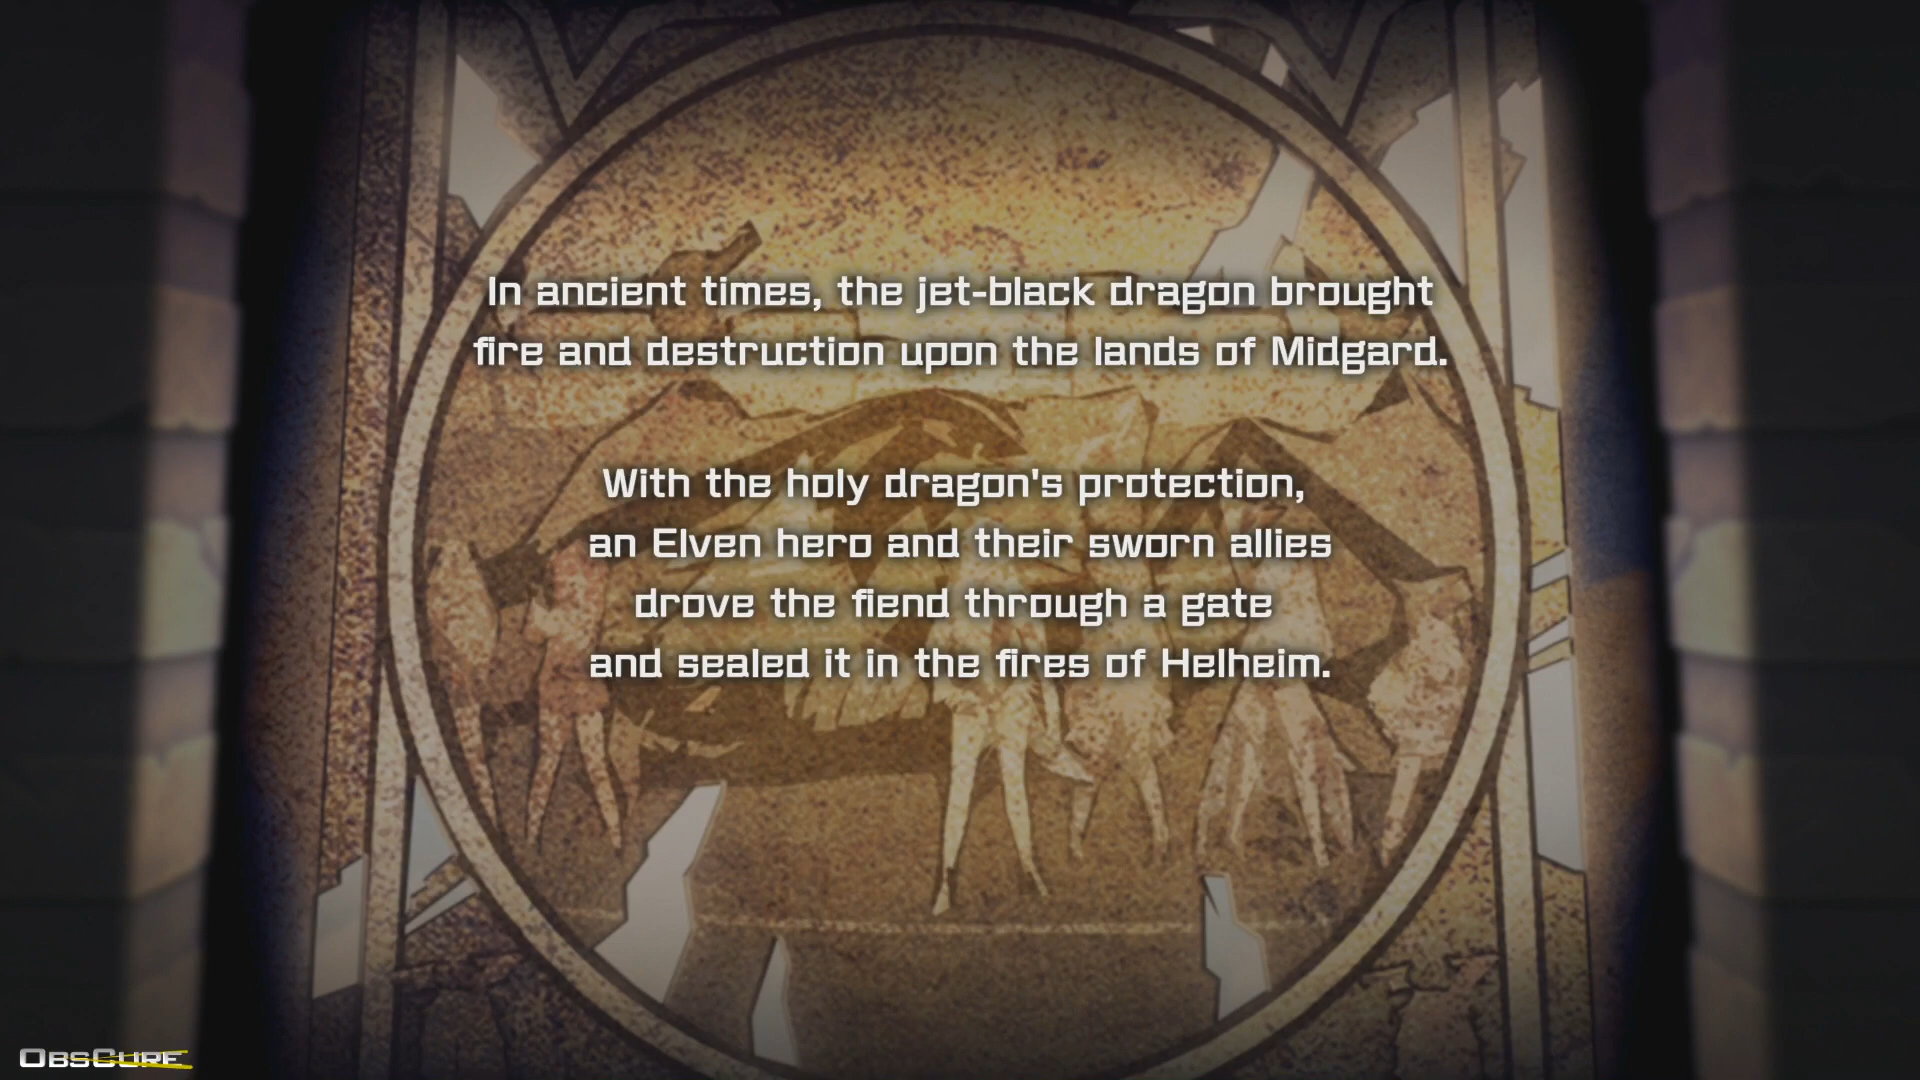 In ancient times, the jet-black dragon brought
fire and destruction upon the lands of Midgard.
With the holy dragon's protection,
an Elven hero and their sworn allies
drove the fiend through a gate
and sealed it in the fires of Helheim.
ObsCure